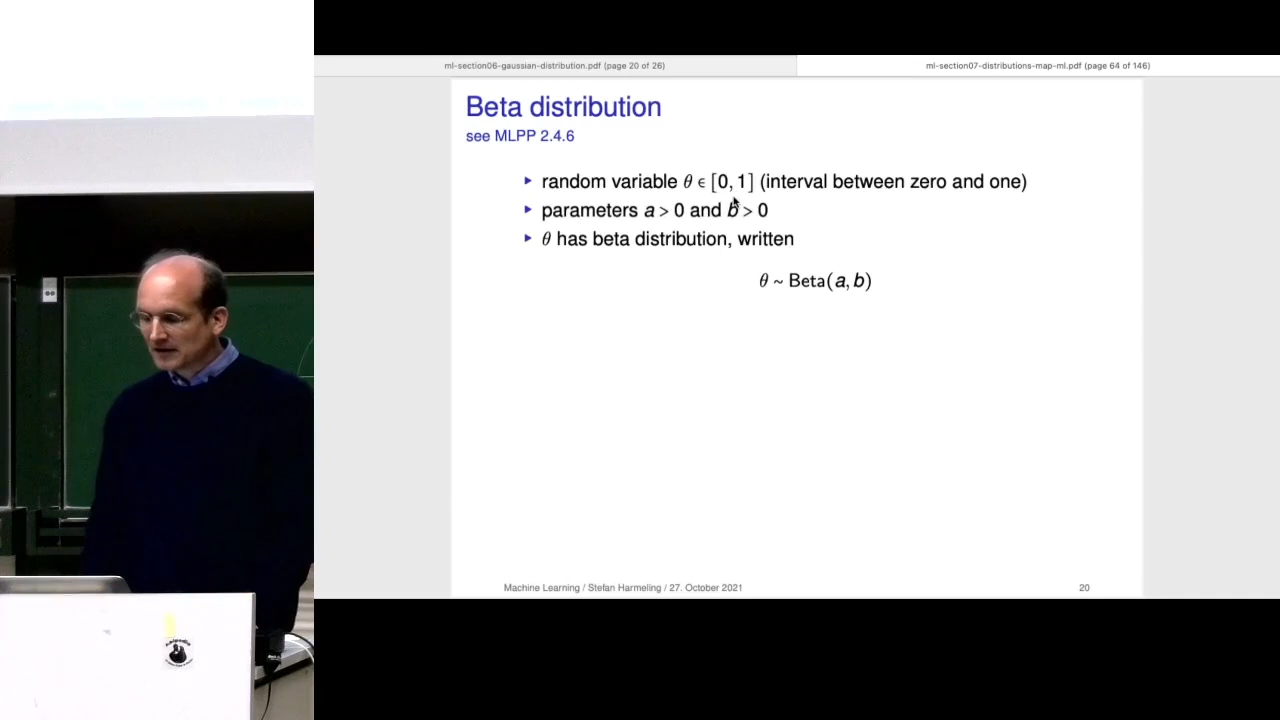 ml-section06-gaussian-distribution.pdf (page 20 of 26)
ml-section07-distributions-map-ml.pdf (page 64 of 146)
Beta distribution
see MLPP 2.4.6
▸ random variable θ ∈ [0, 1] (interval between zero and one)
▸ parameters a > 0 and b > 0
▸ θ has beta distribution, written
θ ~ Beta(a, b)
Machine Learning / Stefan Harmeling / 27. October 2021
20